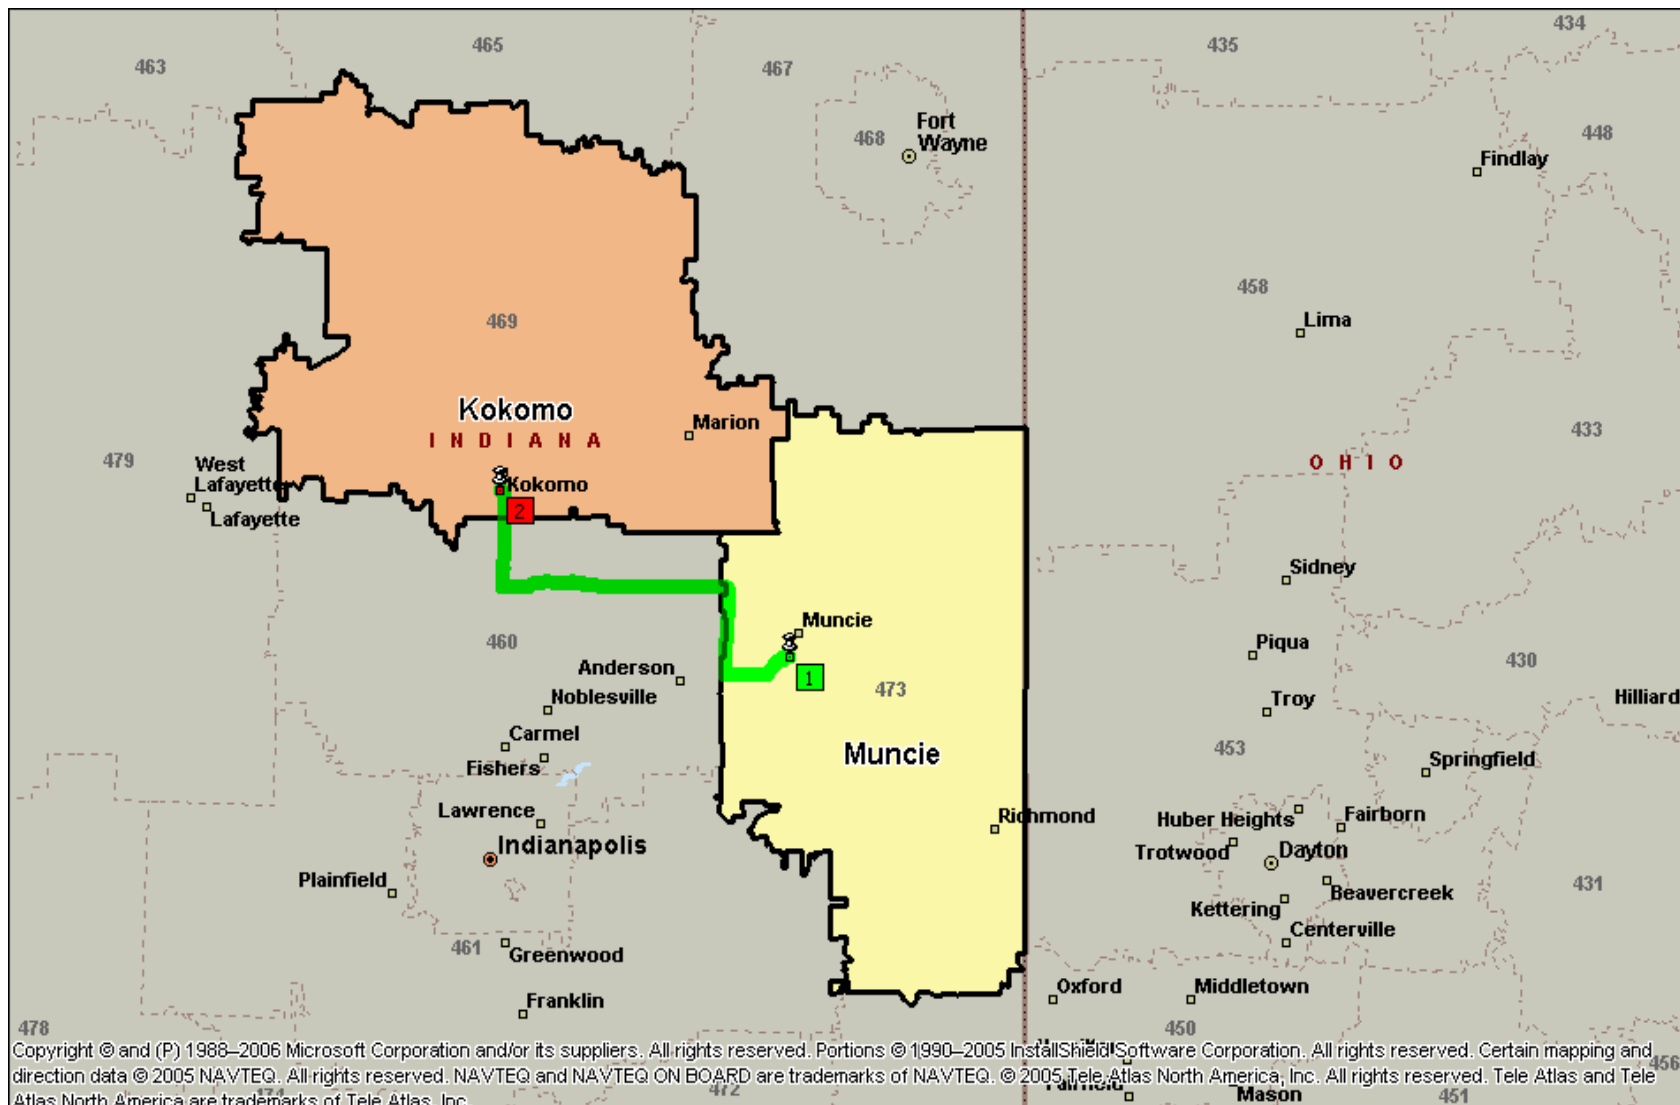 434
465
435
463
467
Fort
Wayne
468
448
Findlay
458
Lima
469
Kokomo
Marion
433
INDIANA
OHIO
479
West
Lafayette
Kokomo
2
Lafayette
Sidney
Muncie
460
Piqua
430
Anderson
1
473
Noblesville
Troy
Hilliard
Carmel
453
Muncie
Springfield
Fishers
Lawrence
Richmond
Huber Heights
Fairborn
Indianapolis
Trotwood
Dayton
Plainfield
431
Beavercreek
Kettering
461
Centerville
Greenwood
Oxford
Middletown
Franklin
478
450
Copyright © and (P) 1988–2006 Microsoft Corporation and/or its suppliers. All rights reserved. Portions © 1990–2005 InstallShield Software Corporation. All rights reserved. Certain mapping and
direction data © 2005 NAVTEQ. All rights reserved. NAVTEQ and NAVTEQ ON BOARD are trademarks of NAVTEQ. © 2005 Tele Atlas North America, Inc. All rights reserved. Tele Atlas and Tele
Atlas North America are trademarks of Tele Atlas, Inc.
456
Fairfield
472
Mason
451